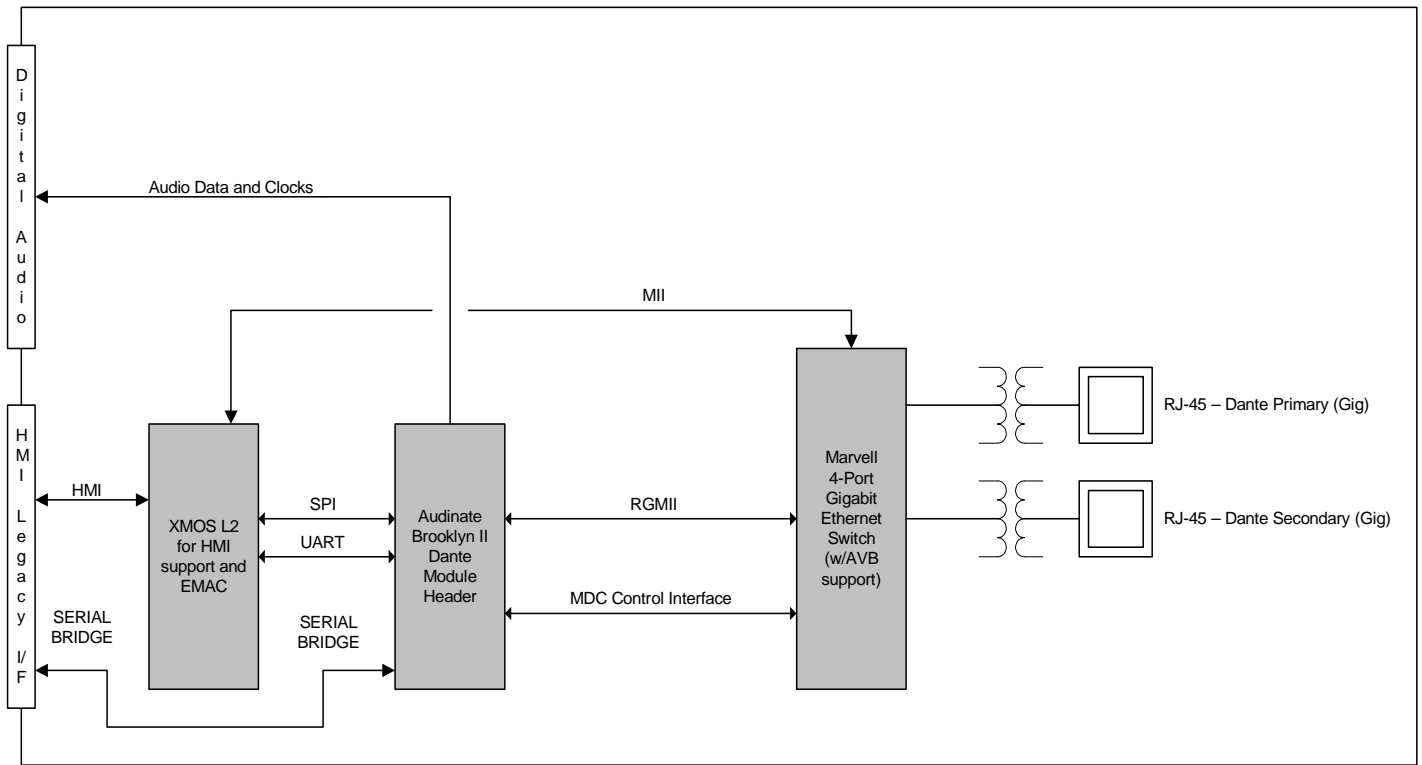 Digital Audio
Audio Data and Clocks
MII
HMI Legacy I/F
HMI
SERIAL
BRIDGE
XMOS L2
for HMI
support and
EMAC
SPI
UART
SERIAL
BRIDGE
Audinate
Brooklyn II
Dante
Module
Header
RGMII
MDC Control Interface
Marvell
4-Port
Gigabit
Ethernet
Switch
(w/AVB
support)
RJ-45 – Dante Primary (Gig)
RJ-45 – Dante Secondary (Gig)